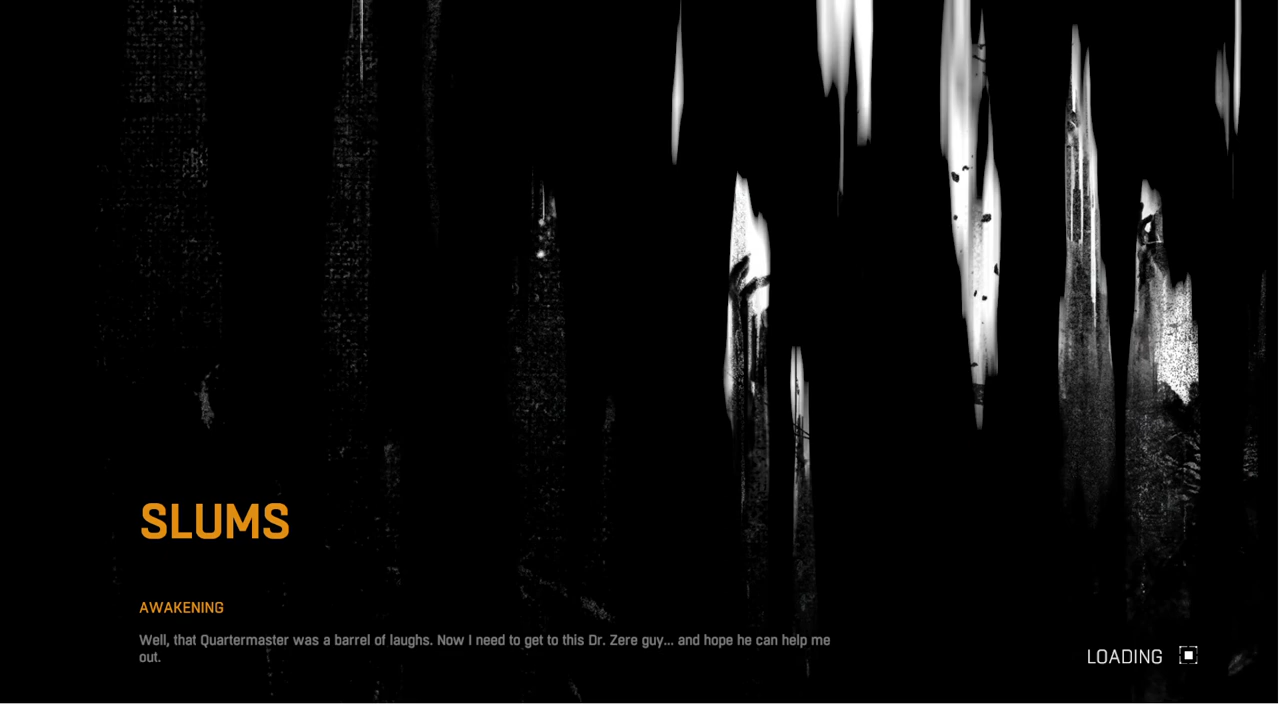 SLUMS
AWAKENING
Well, that Quartermaster was a barrel of laughs. Now I need to get to this Dr. Zere guy... and hope he can help me
out.
LOADING